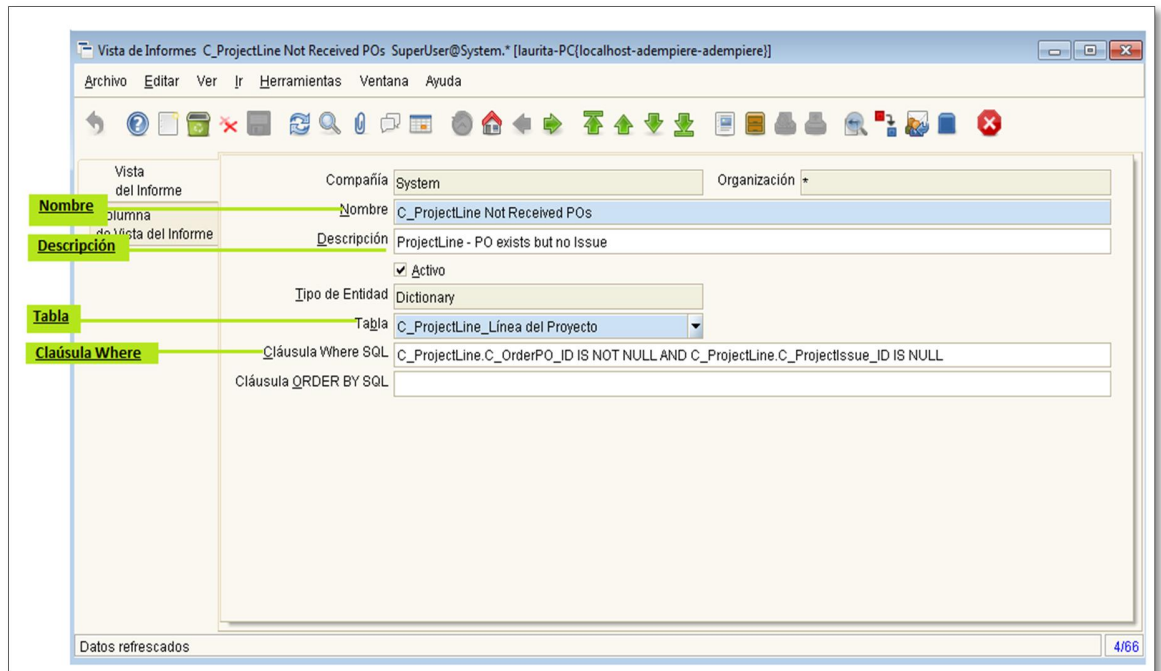 Vista de Informes C_ProjectLine Not Received POs SuperUser@System.* [laurita-PC{localhost-adempiere-adempiere}]
Archivo Editar Ver Ir Herramientas Ventana Ayuda
Vista
del Informe
Compañía System Organización *
Nombre
Nombre C_ProjectLine Not Received POs
olumna
de Vista del Informe
Descripción
Descripción ProjectLine - PO exists but no Issue
Activo
Tipo de Entidad Dictionary
Tabla
Tabla C_ProjectLine_Línea del Proyecto
Claúsula Where
Cláusula Where SQL C_ProjectLine.C_OrderPO_ID IS NOT NULL AND C_ProjectLine.C_ProjectIssue_ID IS NULL
Cláusula ORDER BY SQL
Datos refrescados 4/66